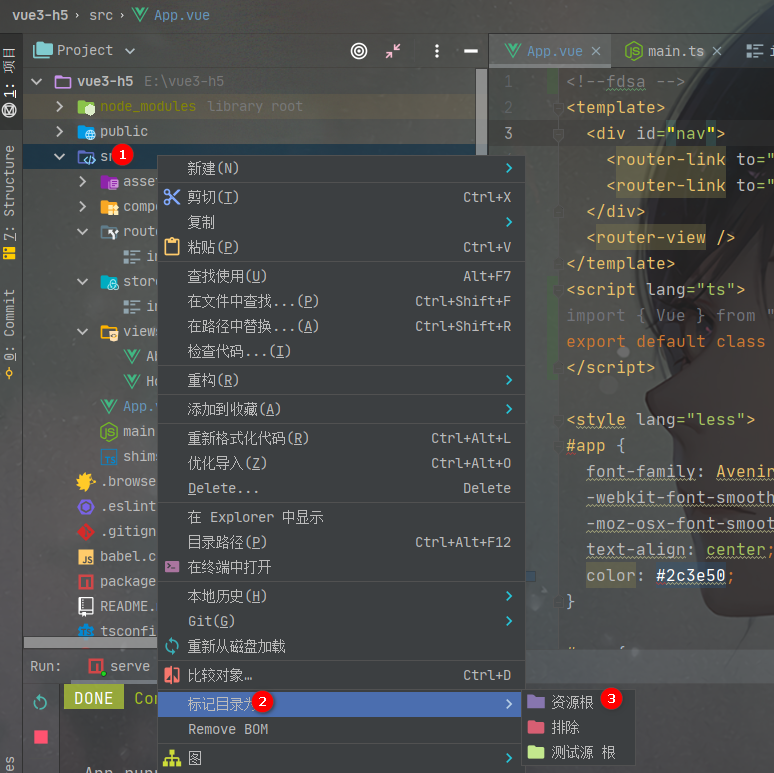 vue3-h5 › src › App.vue
Project
App.vue ×
main.ts ×
1: 项目
Z: Structure
0: Commit
vue3-h5 E:\vue3-h5
node_modules library root
public
1
asse
compo
route
in
store
in
views
Ab
Ho
App.v
main
shims
.browse
.eslint
.gitign
babel.c
package
README.
tsconfi
新建(N)
剪切(T) Ctrl+X
复制
粘贴(P) Ctrl+V
查找使用(U) Alt+F7
在文件中查找...(P) Ctrl+Shift+F
在路径中替换...(A) Ctrl+Shift+R
检查代码...(I)
重构(R)
添加到收藏(A)
重新格式化代码(R) Ctrl+Alt+L
优化导入(Z) Ctrl+Alt+O
Delete... Delete
在 Explorer 中显示
目录路径(P) Ctrl+Alt+F12
在终端中打开
本地历史(H)
Git(G)
重新从磁盘加载
比较对象… Ctrl+D
标记目录为 2
Remove BOM
图
资源根 3
排除
测试源 根
1 <!--fdsa -->
2 <template>
3 <div id="nav">
<router-link to="
<router-link to="
</div>
<router-view />
</template>
<script lang="ts">
import { Vue } from "
export default class
</script>
<style lang="less">
#app {
font-family: Avenir
-webkit-font-smooth
-moz-osx-font-smoot
text-align: center;
color: #2c3e50;
}
Run: serve
DONE Co